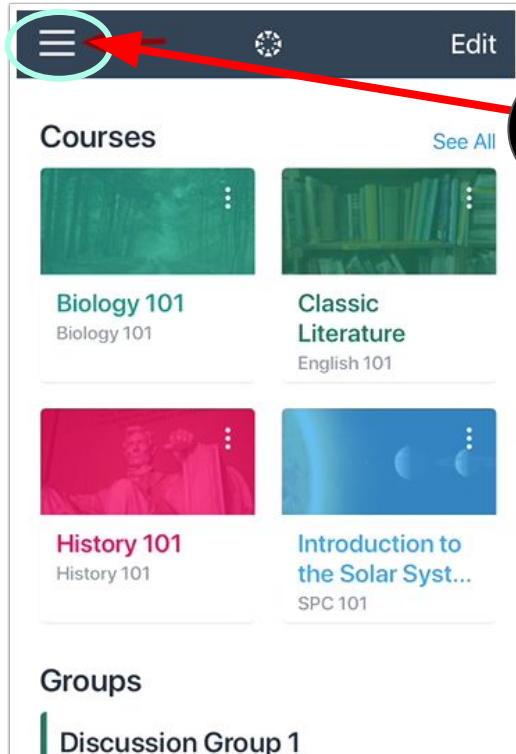 Edit
Courses
See All
Biology 101
Biology 101
Classic
Literature
English 101
History 101
History 101
Introduction to
the Solar Syst...
SPC 101
Groups
Discussion Group 1